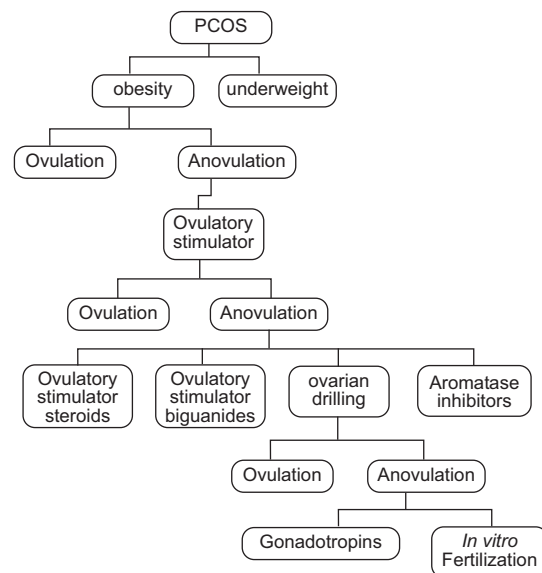 PCOS
obesity
underweight
Ovulation
Anovulation
Ovulatory
stimulator
Ovulation
Anovulation
Ovulatory
stimulator
steroids
Ovulatory
stimulator
biguanides
ovarian
drilling
Aromatase
inhibitors
Ovulation
Anovulation
Gonadotropins
In vitro
Fertilization